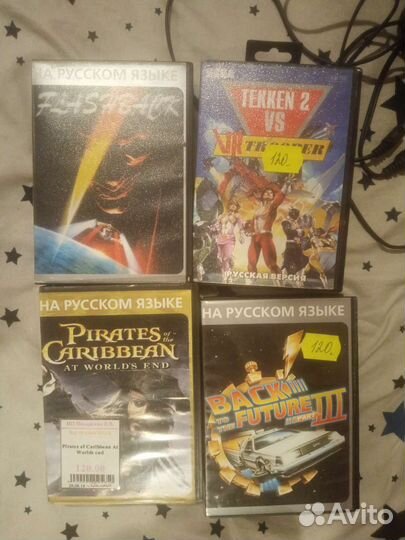 НА РУССКОМ ЯЗЫКЕ
FLASHBACK
SEGA
TEKKEN 2
VS
TROOPER
120.
РУССКАЯ ВЕРСИЯ
НА РУССКОМ ЯЗЫКЕ
PIRATES of the
CARIBBEAN
AT WORLD'S END
Pirates of Caribbean At
Worlds end
120.00
НА РУССКОМ ЯЗЫКЕ
120.
BACK
TO THE
FUTURE
PART III
Avito